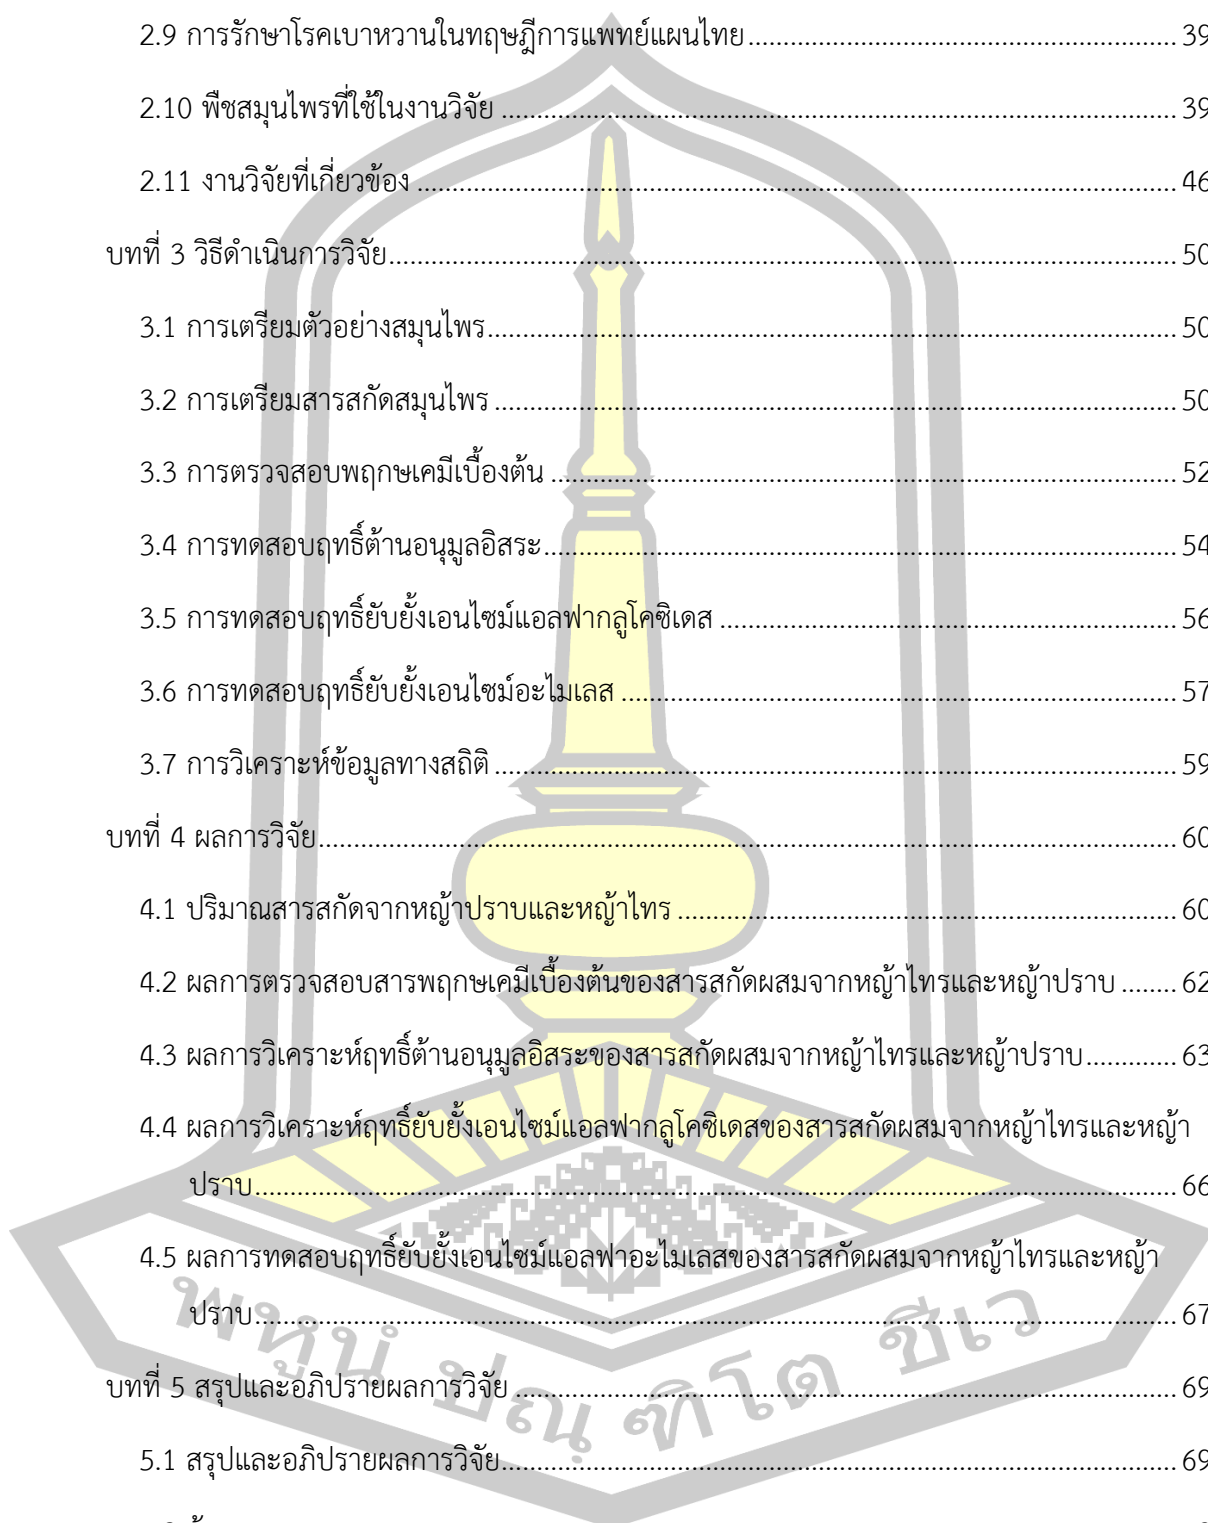 2.9 การรักษาโรคเบาหวานในทฤษฎีการแพทย์แผนไทย.................................................... 39
2.10 พืชสมุนไพรที่ใช้ในงานวิจัย .................................................................................... 39
2.11 งานวิจัยที่เกี่ยวข้อง .............................................................................................. 46
บทที่ 3 วิธีดำเนินการวิจัย.................................................................................................. 50
3.1 การเตรียมตัวอย่างสมุนไพร..................................................................................... 50
3.2 การเตรียมสารสกัดสมุนไพร .................................................................................... 50
3.3 การตรวจสอบพฤกษเคมีเบื้องต้น ............................................................................. 52
3.4 การทดสอบฤทธิ์ต้านอนุมูลอิสระ.............................................................................. 54
3.5 การทดสอบฤทธิ์ยับยั้งเอนไซม์แอลฟากลูโคซิเดส ........................................................ 56
3.6 การทดสอบฤทธิ์ยับยั้งเอนไซม์อะไมเลส .................................................................... 57
3.7 การวิเคราะห์ข้อมูลทางสถิติ .................................................................................... 59
บทที่ 4 ผลการวิจัย........................................................................................................... 60
4.1 ปริมาณสารสกัดจากหญ้าปราบและหญ้าไทร ............................................................. 60
4.2 ผลการตรวจสอบสารพฤกษเคมีเบื้องต้นของสารสกัดผสมจากหญ้าไทรและหญ้าปราบ ........ 62
4.3 ผลการวิเคราะห์ฤทธิ์ต้านอนุมูลอิสระของสารสกัดผสมจากหญ้าไทรและหญ้าปราบ............. 63
4.4 ผลการวิเคราะห์ฤทธิ์ยับยั้งเอนไซม์แอลฟากลูโคซิเดสของสารสกัดผสมจากหญ้าไทรและหญ้า
ปราบ.................................................................................................................. 66
4.5 ผลการทดสอบฤทธิ์ยับยั้งเอนไซม์แอลฟาอะไมเลสของสารสกัดผสมจากหญ้าไทรและหญ้า
ปราบ.................................................................................................................. 67
พหูนํ ปณฺฑิโต ชีเว
บทที่ 5 สรุปและอภิปรายผลการวิจัย .................................................................................. 69
5.1 สรุปและอภิปรายผลการวิจัย................................................................................... 69